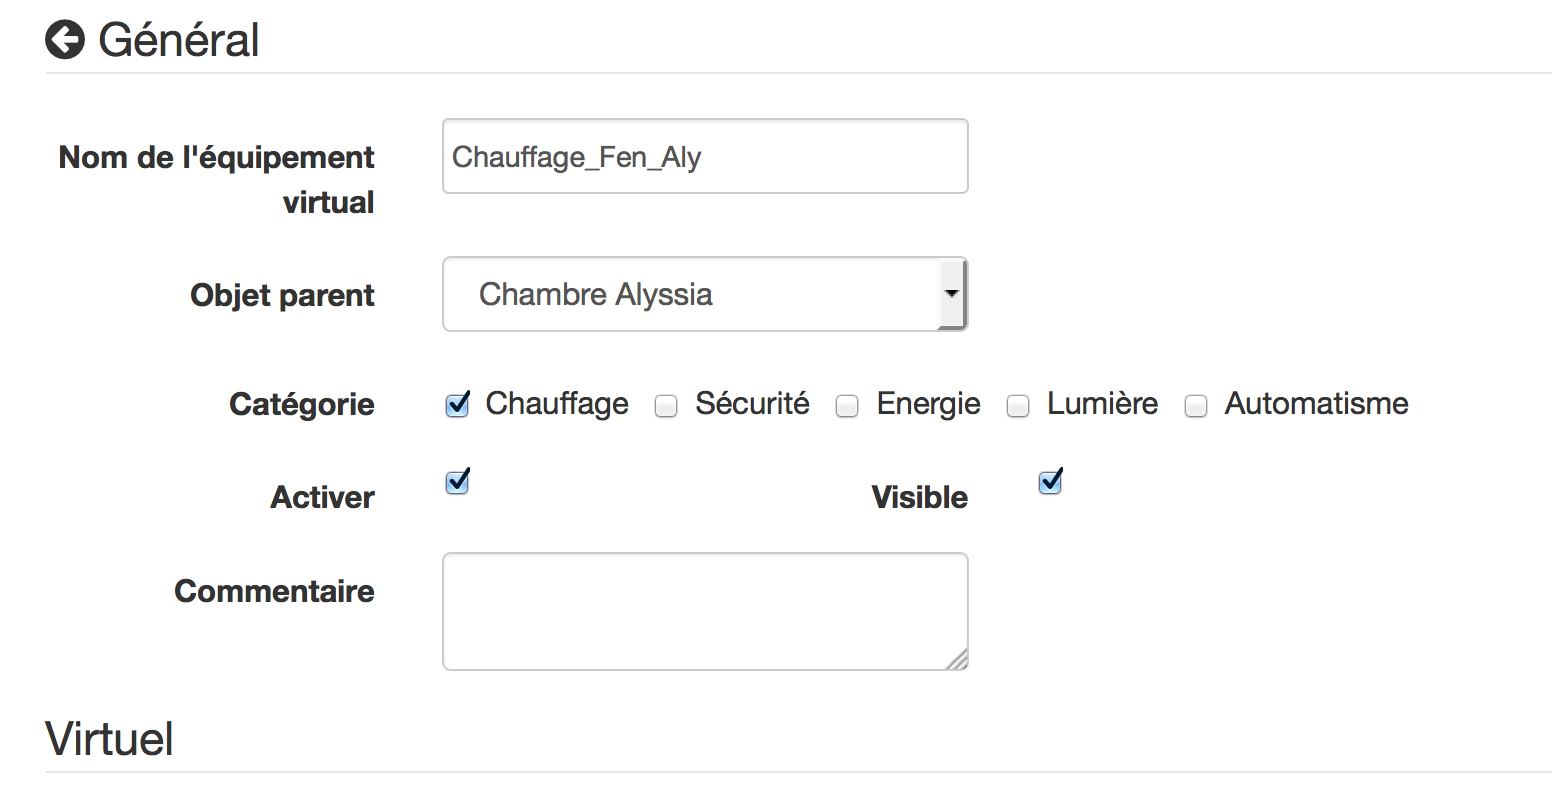 Général
Nom de l'équipement
virtual
Chauffage_Fen_Aly
Objet parent
Chambre Alyssia
Catégorie
Chauffage Sécurité Energie Lumière Automatisme
Activer
Visible
Commentaire
Virtuel